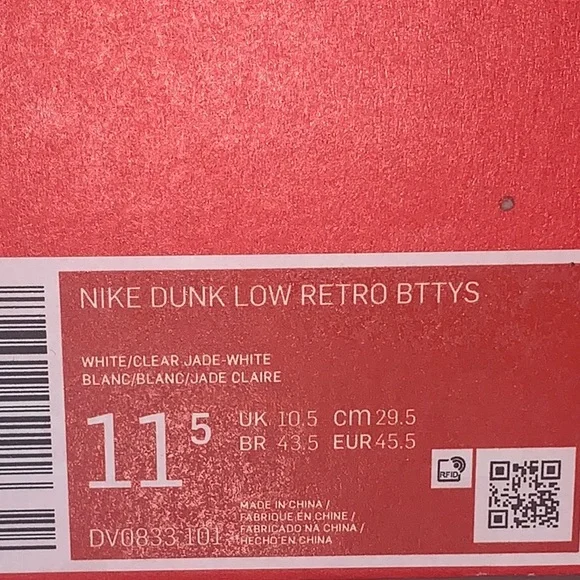 NIKE DUNK LOW RETRO BTTYS
WHITE/CLEAR JADE-WHITE
BLANC/BLANC/JADE CLAIRE
11 5
UK 10.5 cm 29.5
BR 43.5 EUR 45.5
RFID
MADE IN CHINA /
FABRIQUE EN CHINE /
FABRICADO NA CHINA /
HECHO EN CHINA
DV0833 101